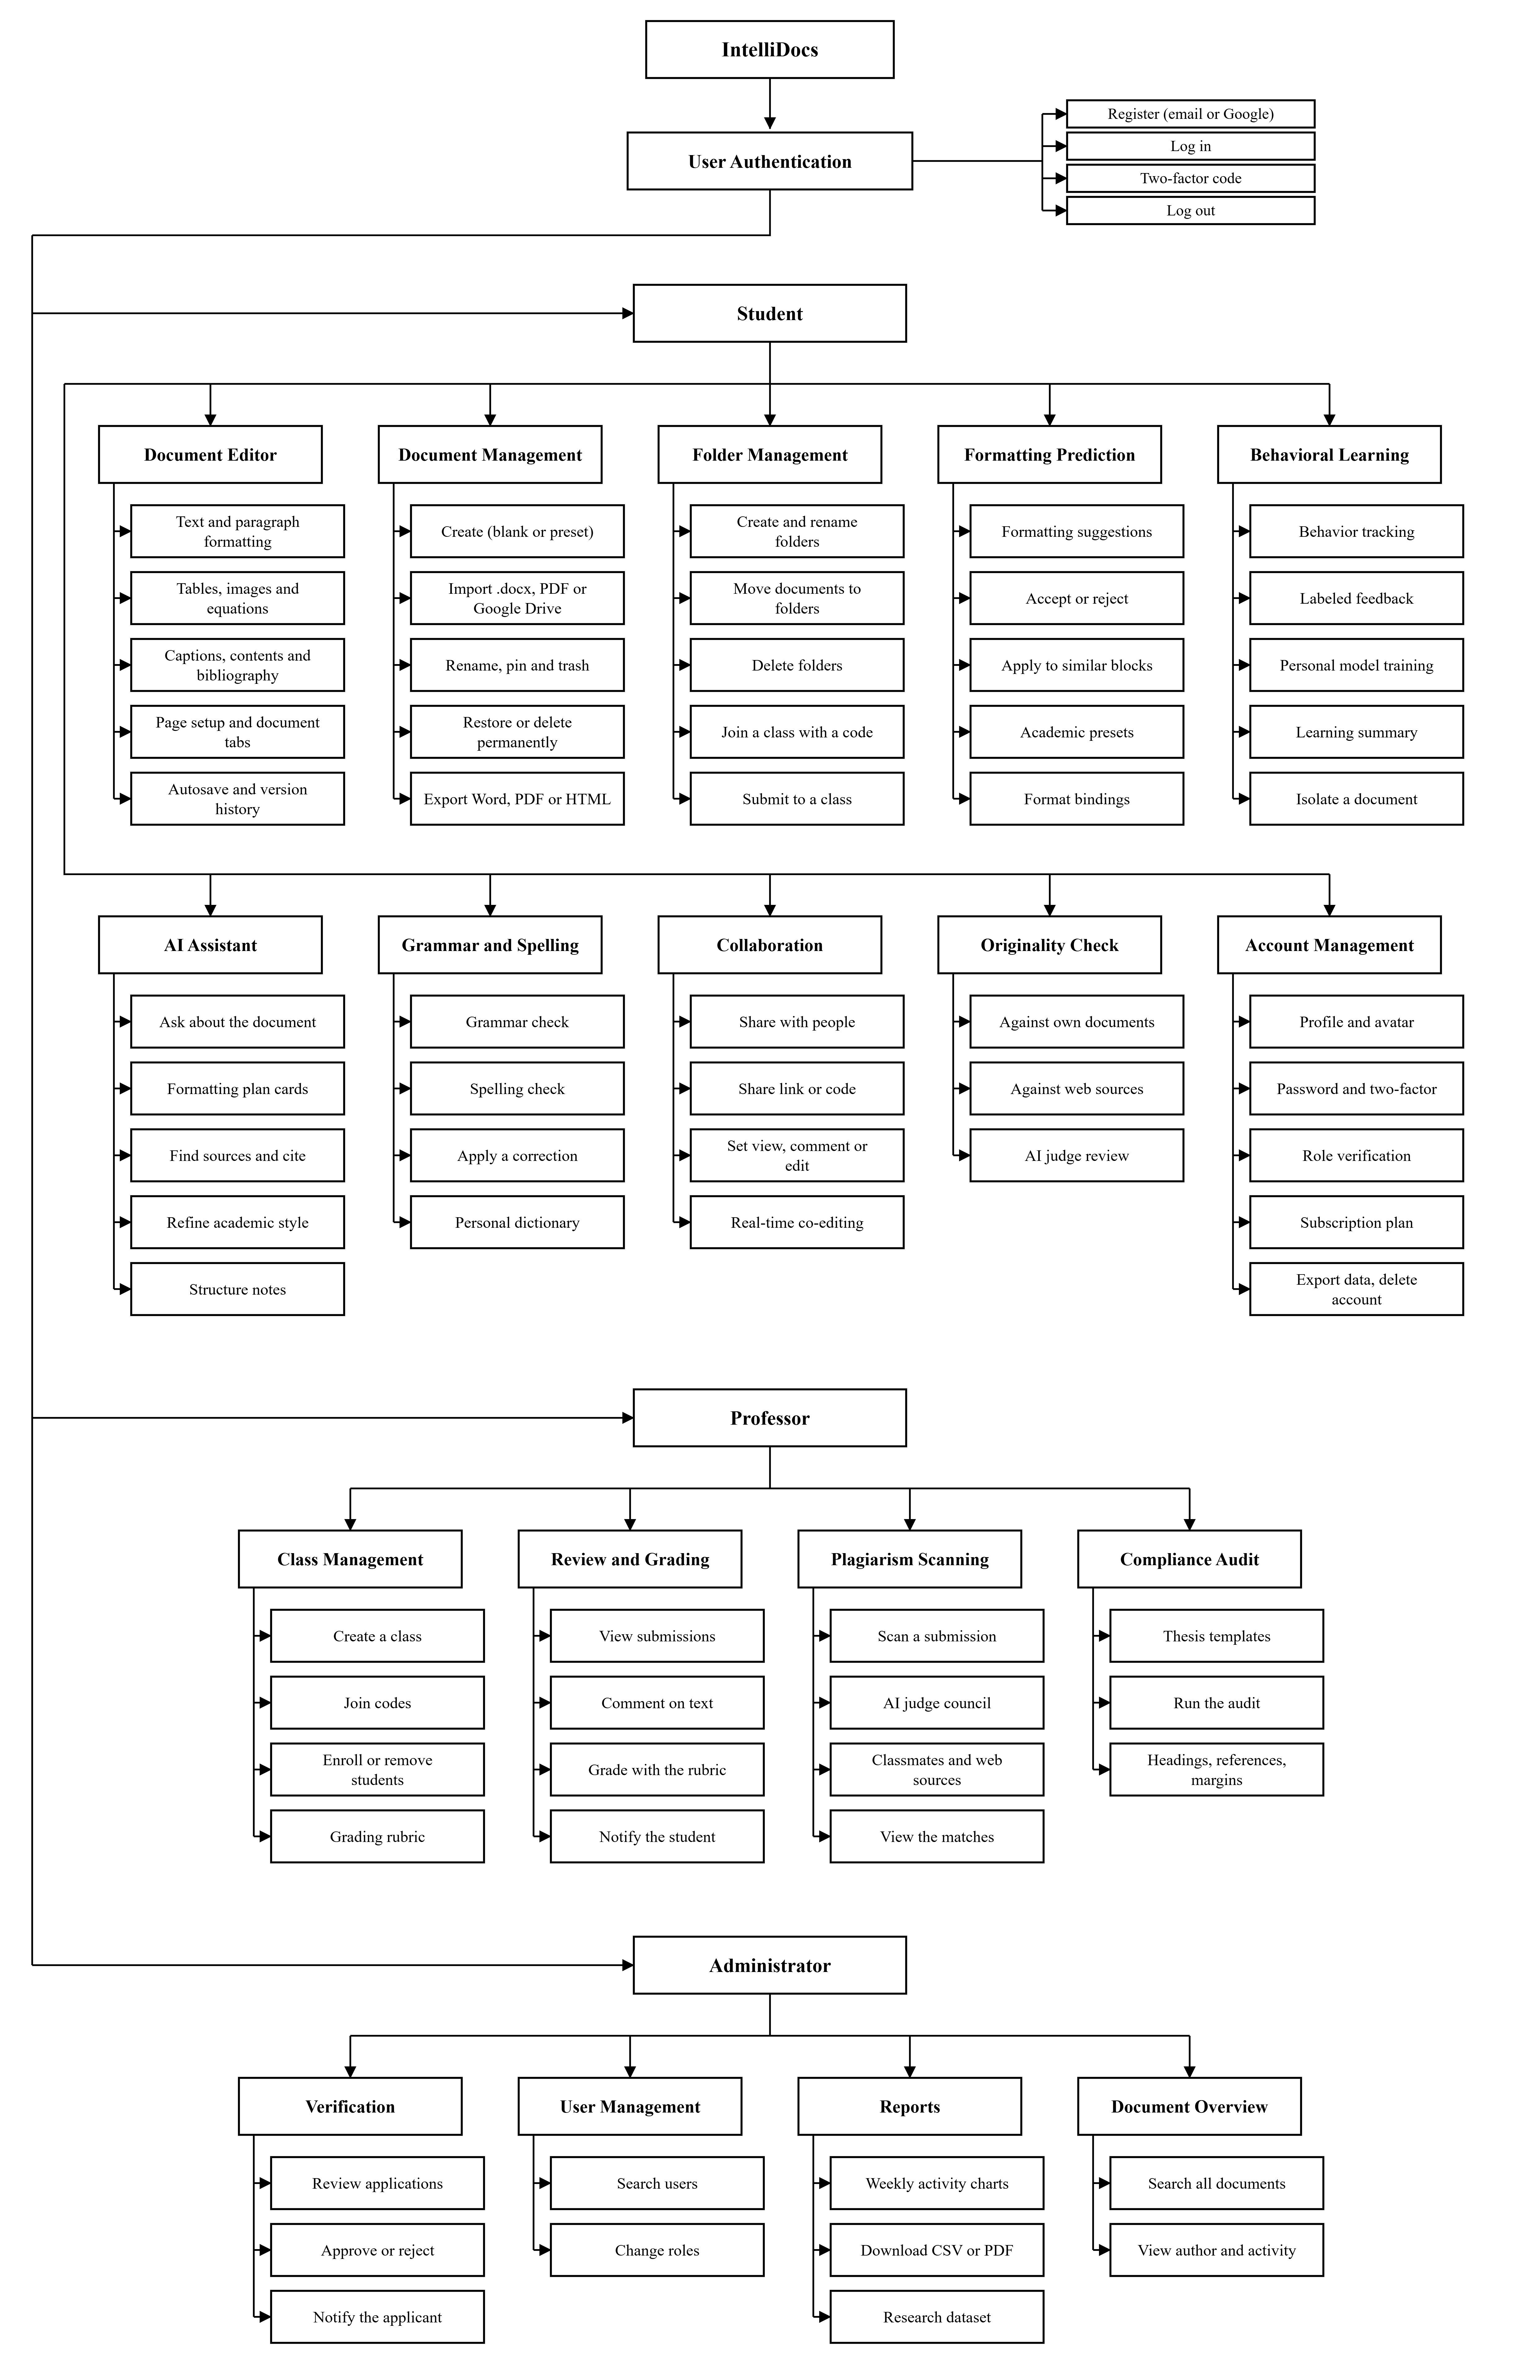 IntelliDocs
User Authentication
Register (email or Google)
Log in
Two-factor code
Log out
Student
Document Editor
Text and paragraph
formatting
Tables, images and
equations
Captions, contents and
bibliography
Page setup and document
tabs
Autosave and version
history
Document Management
Create (blank or preset)
Import .docx, PDF or
Google Drive
Rename, pin and trash
Restore or delete
permanently
Export Word, PDF or HTML
Folder Management
Create and rename
folders
Move documents to
folders
Delete folders
Join a class with a code
Submit to a class
Formatting Prediction
Formatting suggestions
Accept or reject
Apply to similar blocks
Academic presets
Format bindings
Behavioral Learning
Behavior tracking
Labeled feedback
Personal model training
Learning summary
Isolate a document
AI Assistant
Ask about the document
Formatting plan cards
Find sources and cite
Refine academic style
Structure notes
Grammar and Spelling
Grammar check
Spelling check
Apply a correction
Personal dictionary
Collaboration
Share with people
Share link or code
Set view, comment or
edit
Real-time co-editing
Originality Check
Against own documents
Against web sources
AI judge review
Account Management
Profile and avatar
Password and two-factor
Role verification
Subscription plan
Export data, delete
account
Professor
Class Management
Create a class
Join codes
Enroll or remove
students
Grading rubric
Review and Grading
View submissions
Comment on text
Grade with the rubric
Notify the student
Plagiarism Scanning
Scan a submission
AI judge council
Classmates and web
sources
View the matches
Compliance Audit
Thesis templates
Run the audit
Headings, references,
margins
Administrator
Verification
Review applications
Approve or reject
Notify the applicant
User Management
Search users
Change roles
Reports
Weekly activity charts
Download CSV or PDF
Research dataset
Document Overview
Search all documents
View author and activity